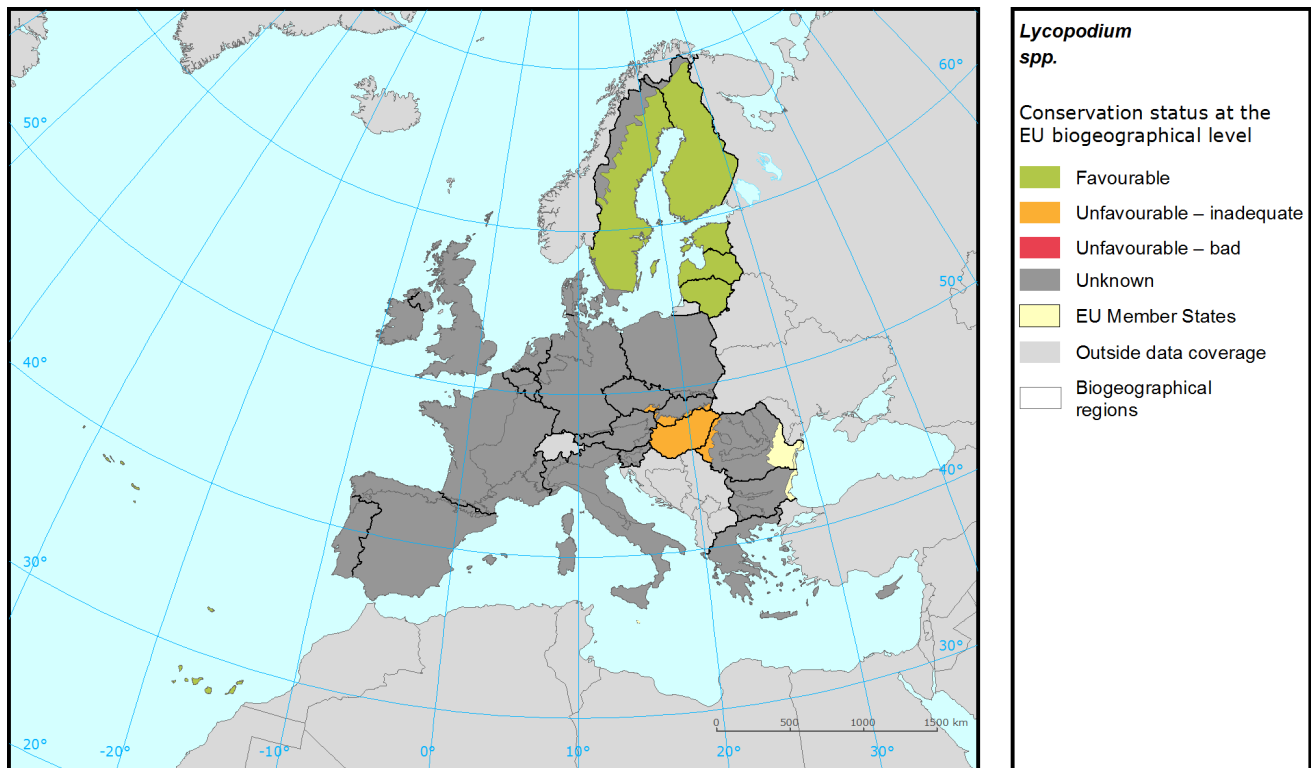 60°
50°
50°
40°
40°
30°
30°
20°
-20°
-10°
0°
10°
20°
30°
0
500
1000
1500 km
Lycopodium
spp.
Conservation status at the
EU biogeographical level
Favourable
Unfavourable – inadequate
Unfavourable – bad
Unknown
EU Member States
Outside data coverage
Biogeographical
regions